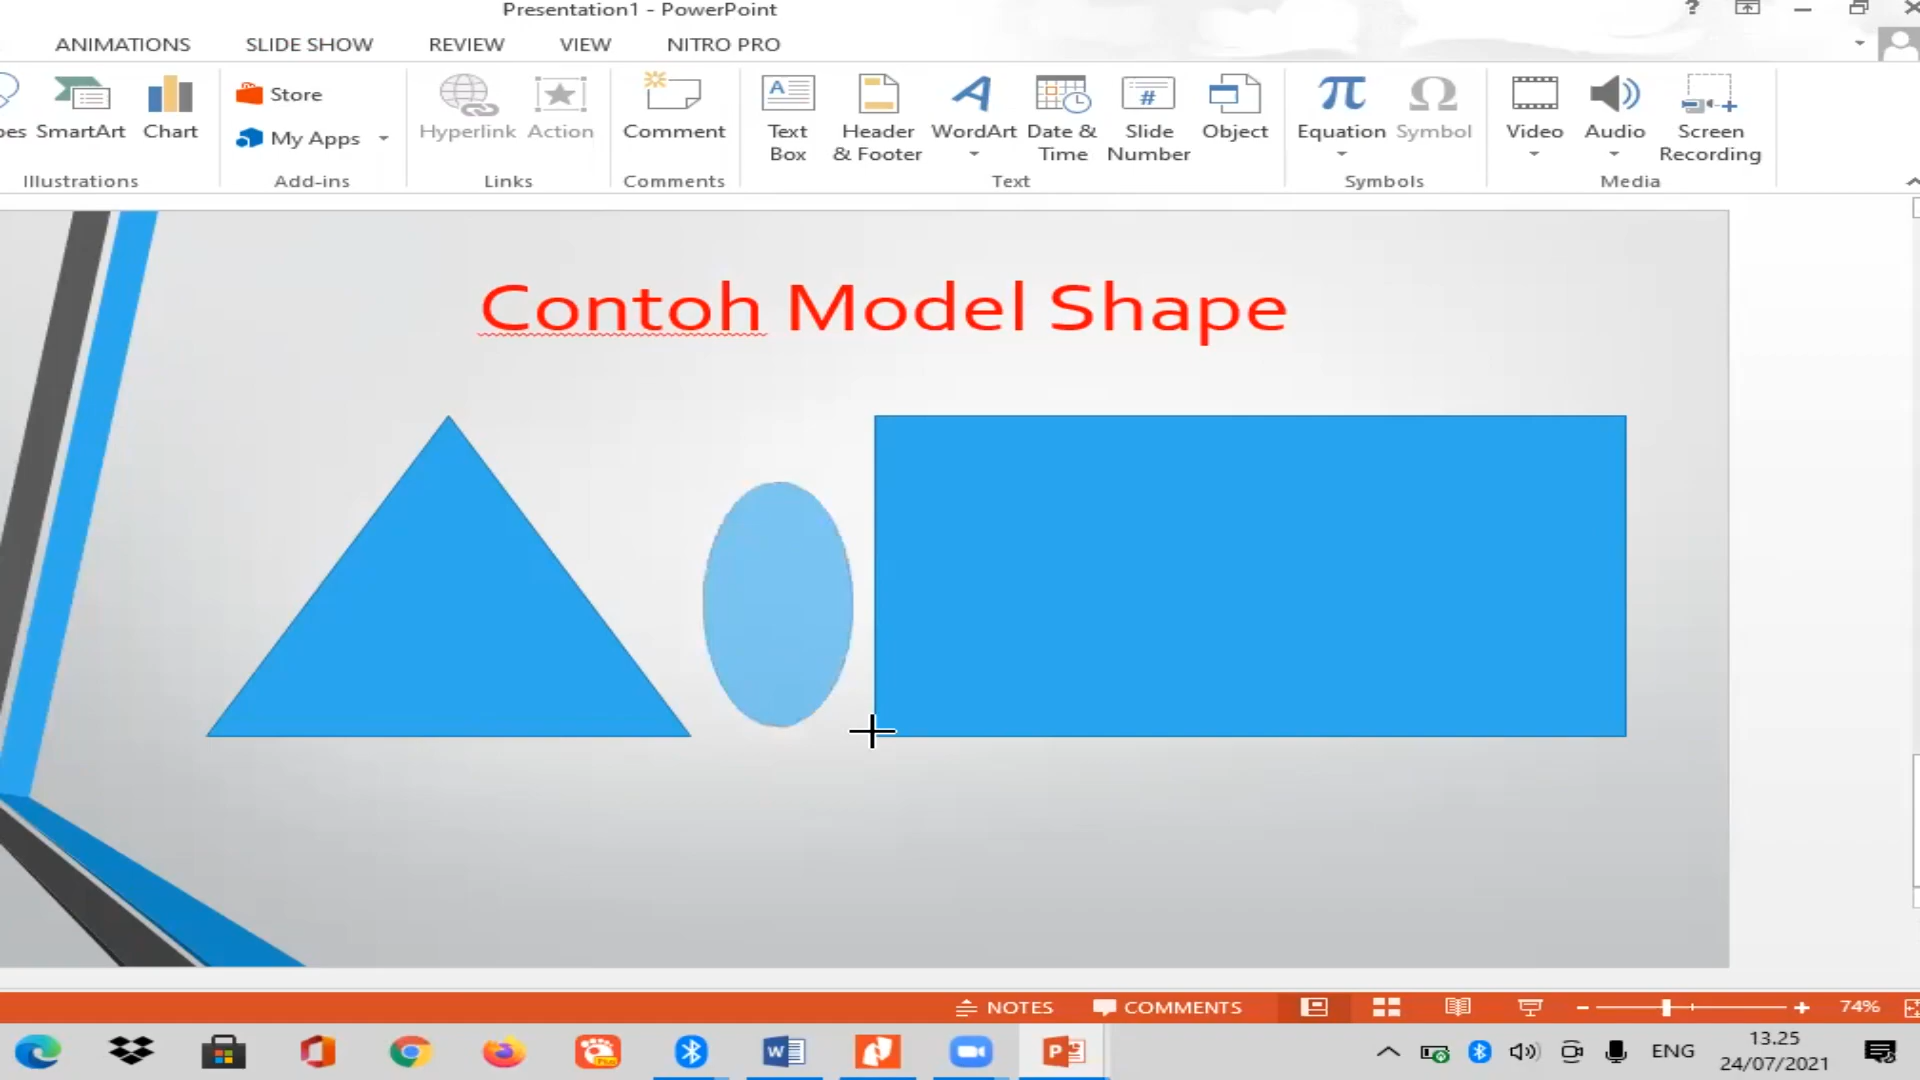 Presentation1 - PowerPoint
ANIMATIONS SLIDE SHOW REVIEW VIEW NITRO PRO
SmartArt Chart
Store
My Apps
Hyperlink Action
Comment
Text Box
Header & Footer
WordArt
Date & Time
Slide Number
Object
Equation Symbol
Video Audio
Screen Recording
Illustrations Add-ins Links Comments Text Symbols Media
Contoh Model Shape
NOTES COMMENTS 74%
ENG
13.25
24/07/2021